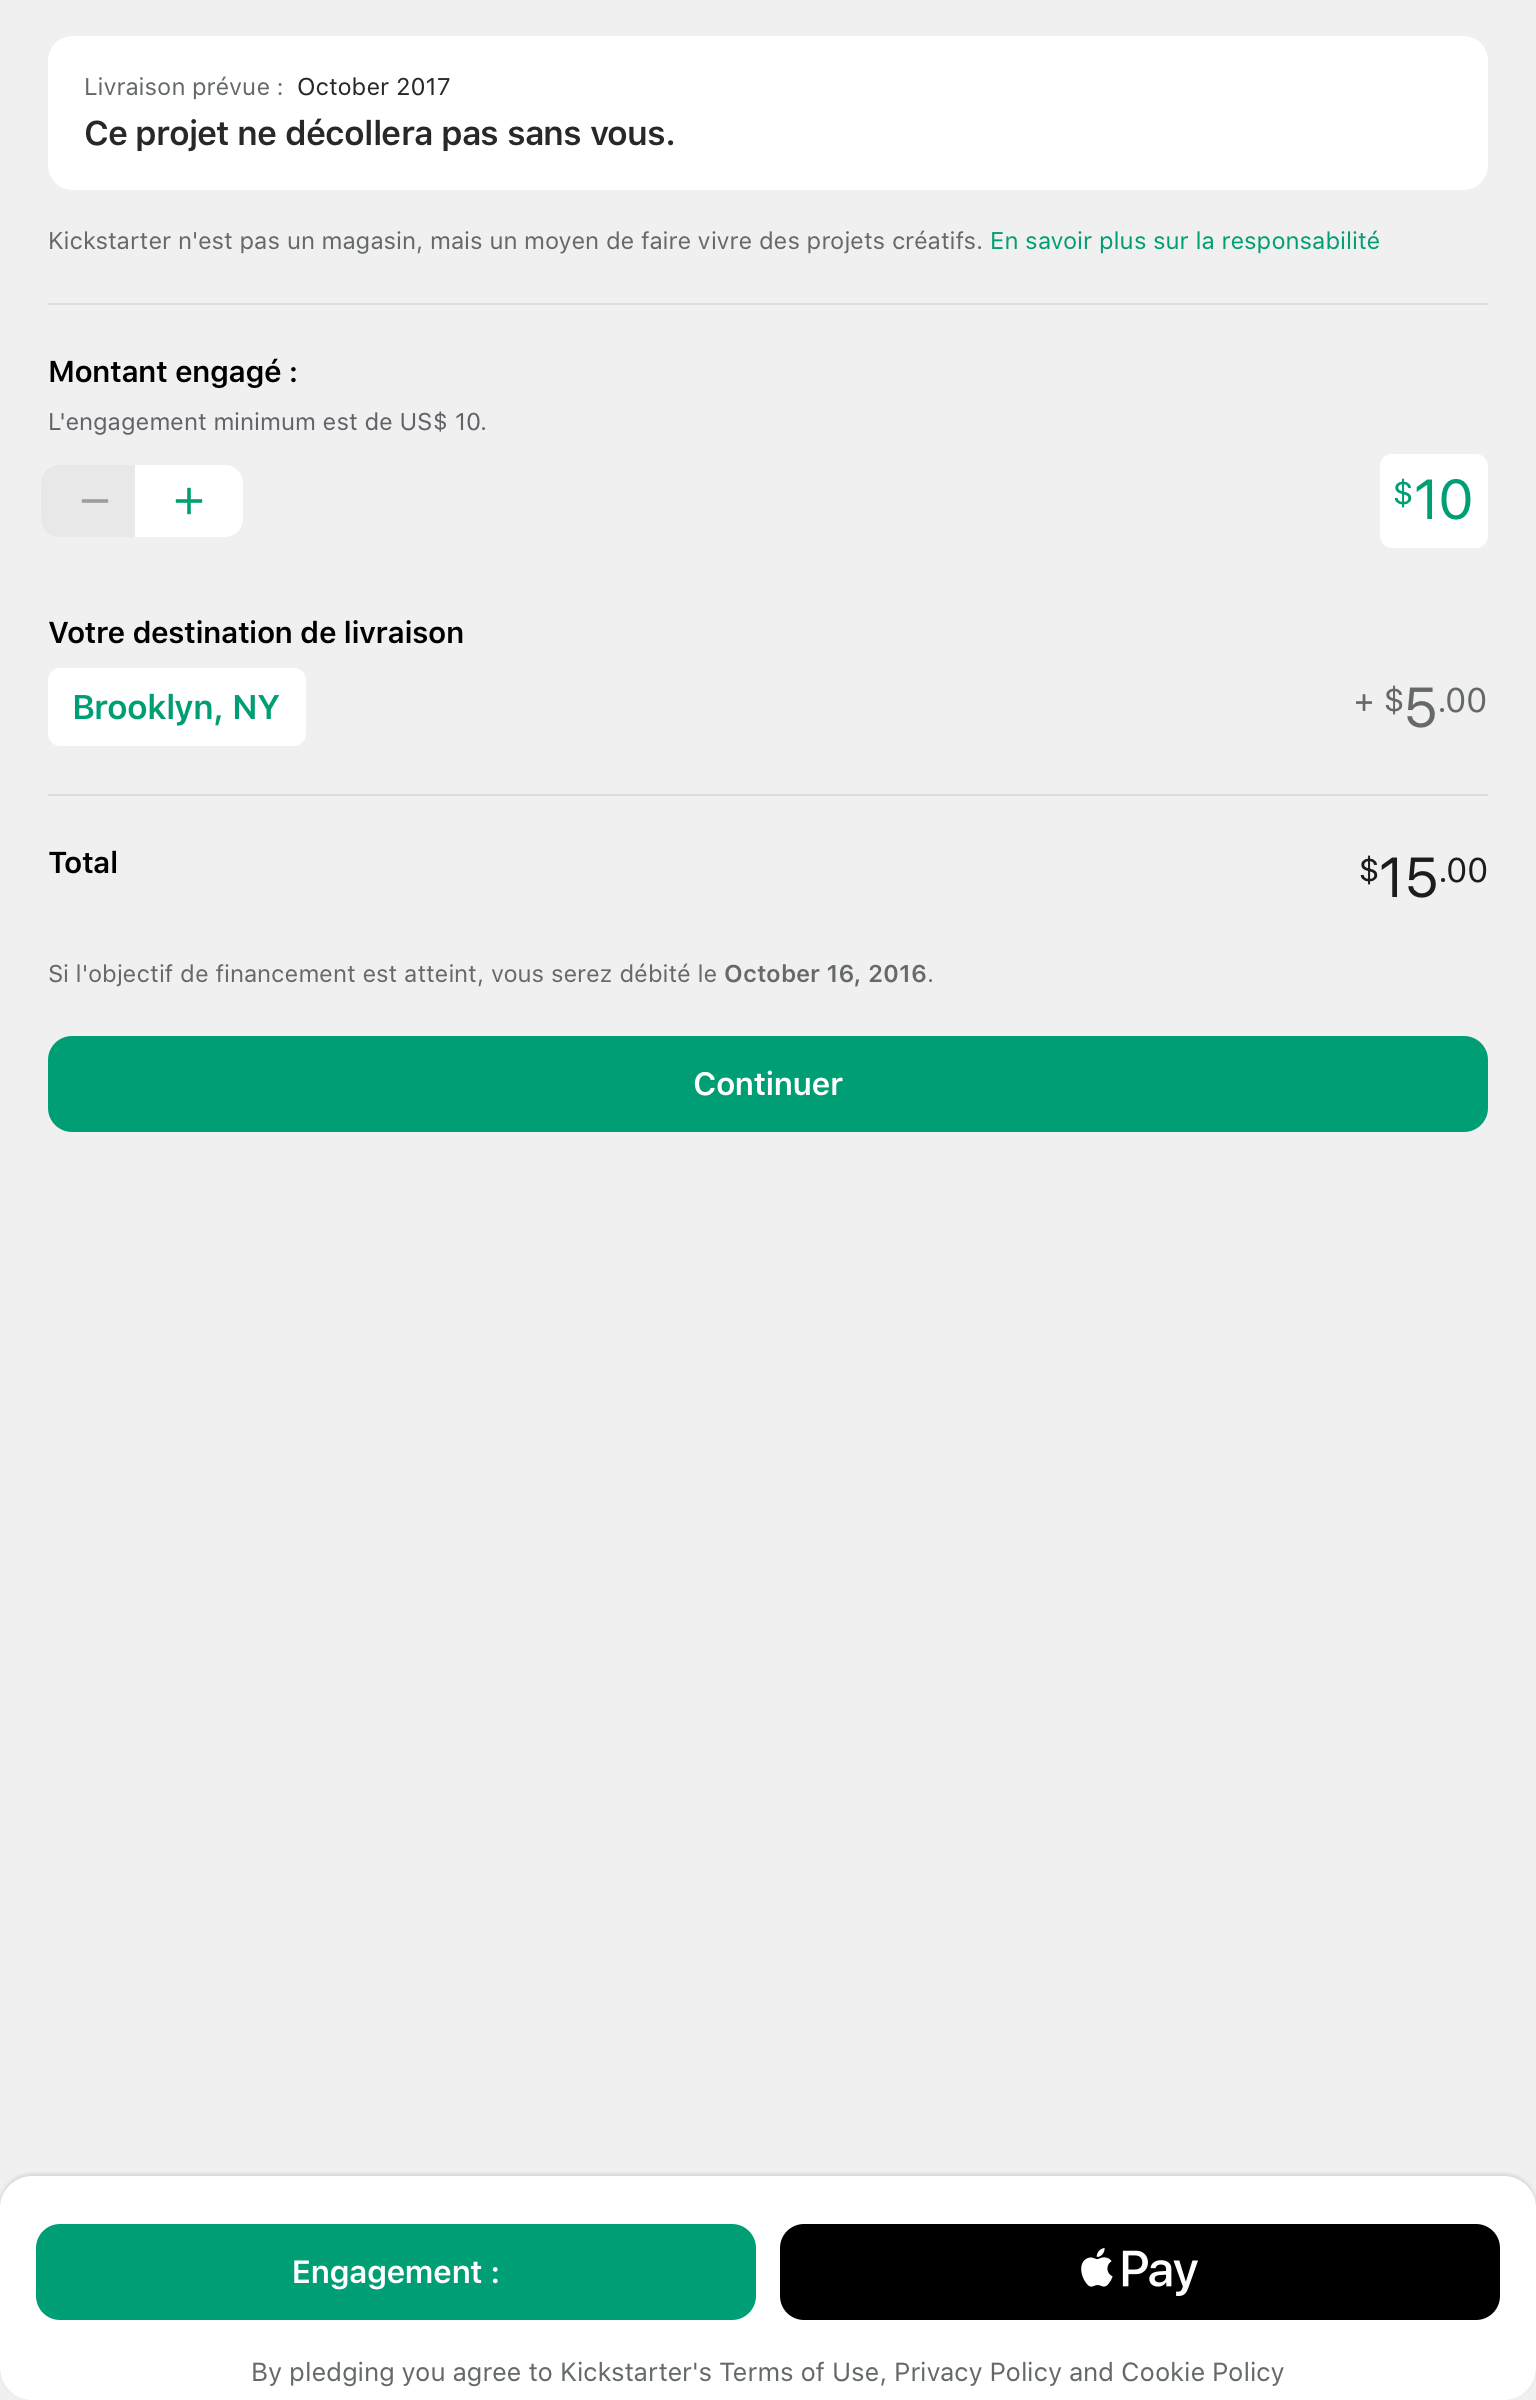 Livraison prévue : October 2017
Ce projet ne décollera pas sans vous.
Kickstarter n'est pas un magasin, mais un moyen de faire vivre des projets créatifs. En savoir plus sur la responsabilité
Montant engagé :
L'engagement minimum est de US$ 10.
− + $10
Votre destination de livraison
Brooklyn, NY + $5.00
Total $15.00
Si l'objectif de financement est atteint, vous serez débité le October 16, 2016.
Continuer
Engagement : Pay
By pledging you agree to Kickstarter's Terms of Use, Privacy Policy and Cookie Policy